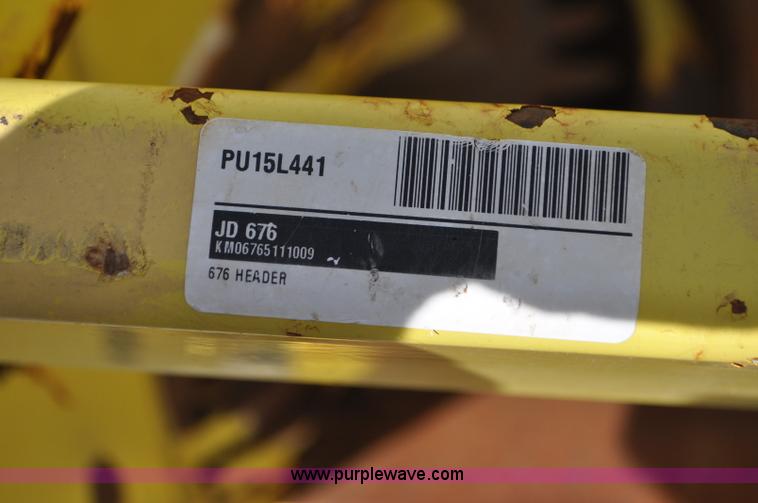 PU15L441
JD 676
KM06765111009
676 HEADER
www.purplewave.com